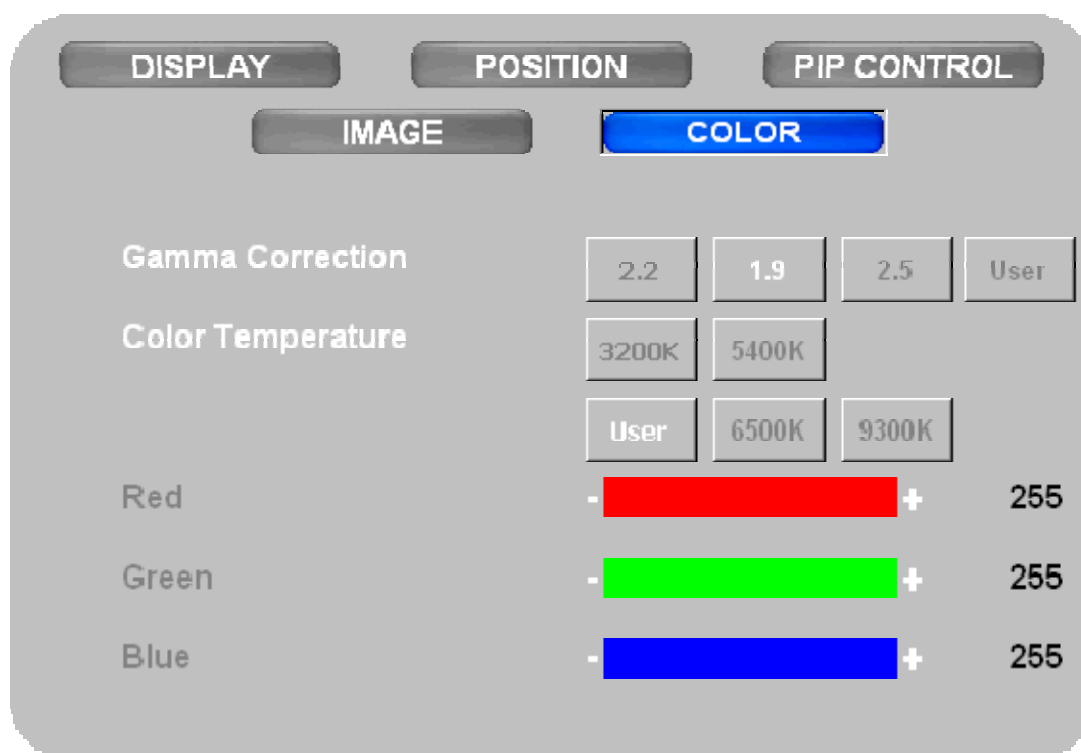 DISPLAY POSITION PIP CONTROL
IMAGE COLOR
Gamma Correction 2.2 1.9 2.5 User
Color Temperature 3200K 5400K
User 6500K 9300K
Red - + 255
Green - + 255
Blue - + 255